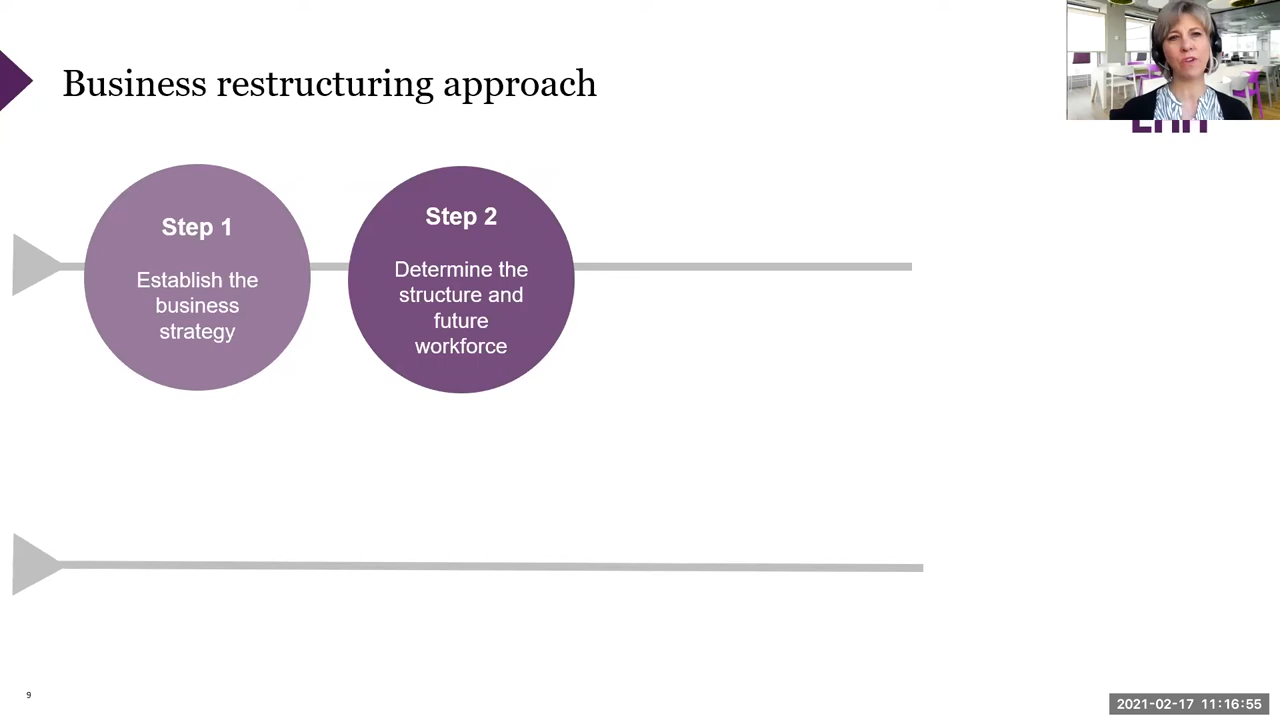 Business restructuring approach
Step 1
Establish the
business
strategy
Step 2
Determine the
structure and
future
workforce
9
2021-02-17 11:16:55